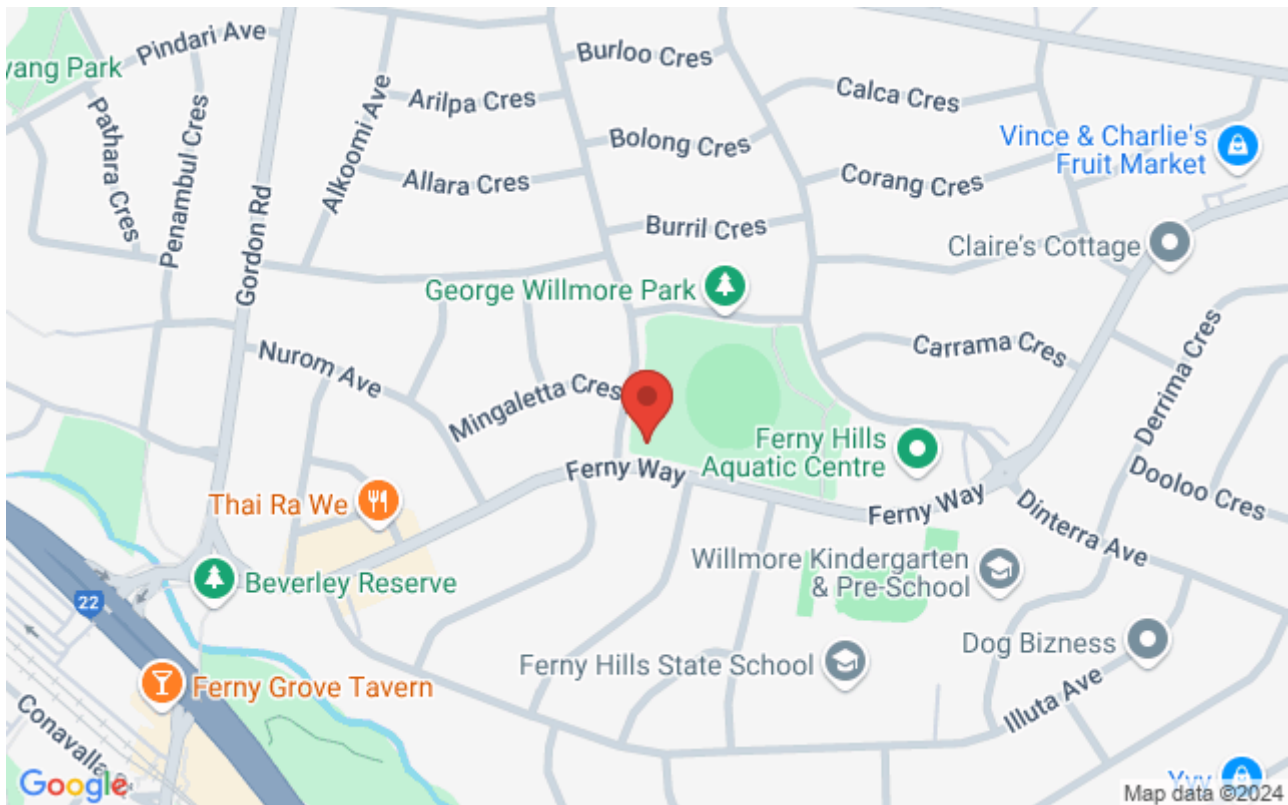 Pindari Ave
yang Park
Pathara Cres
Penambul Cres
Gordon Rd
Alkoomi Ave
Arilpa Cres
Allara Cres
Burloo Cres
Bolong Cres
Burril Cres
Calca Cres
Corang Cres
Vince & Charlie's
Fruit Market
Claire's Cottage
George Willmore Park
Carrama Cres
Derrima Cres
Nurom Ave
Mingaletta Cres
Ferny Way
Ferny Hills
Aquatic Centre
Ferny Way
Dooloo Cres
Dinterra Ave
Thai Ra We
Beverley Reserve
22
Willmore Kindergarten
& Pre-School
Ferny Hills State School
Dog Bizness
Illuta Ave
Ferny Grove Tavern
Conavalla
Google
Map data ©2024